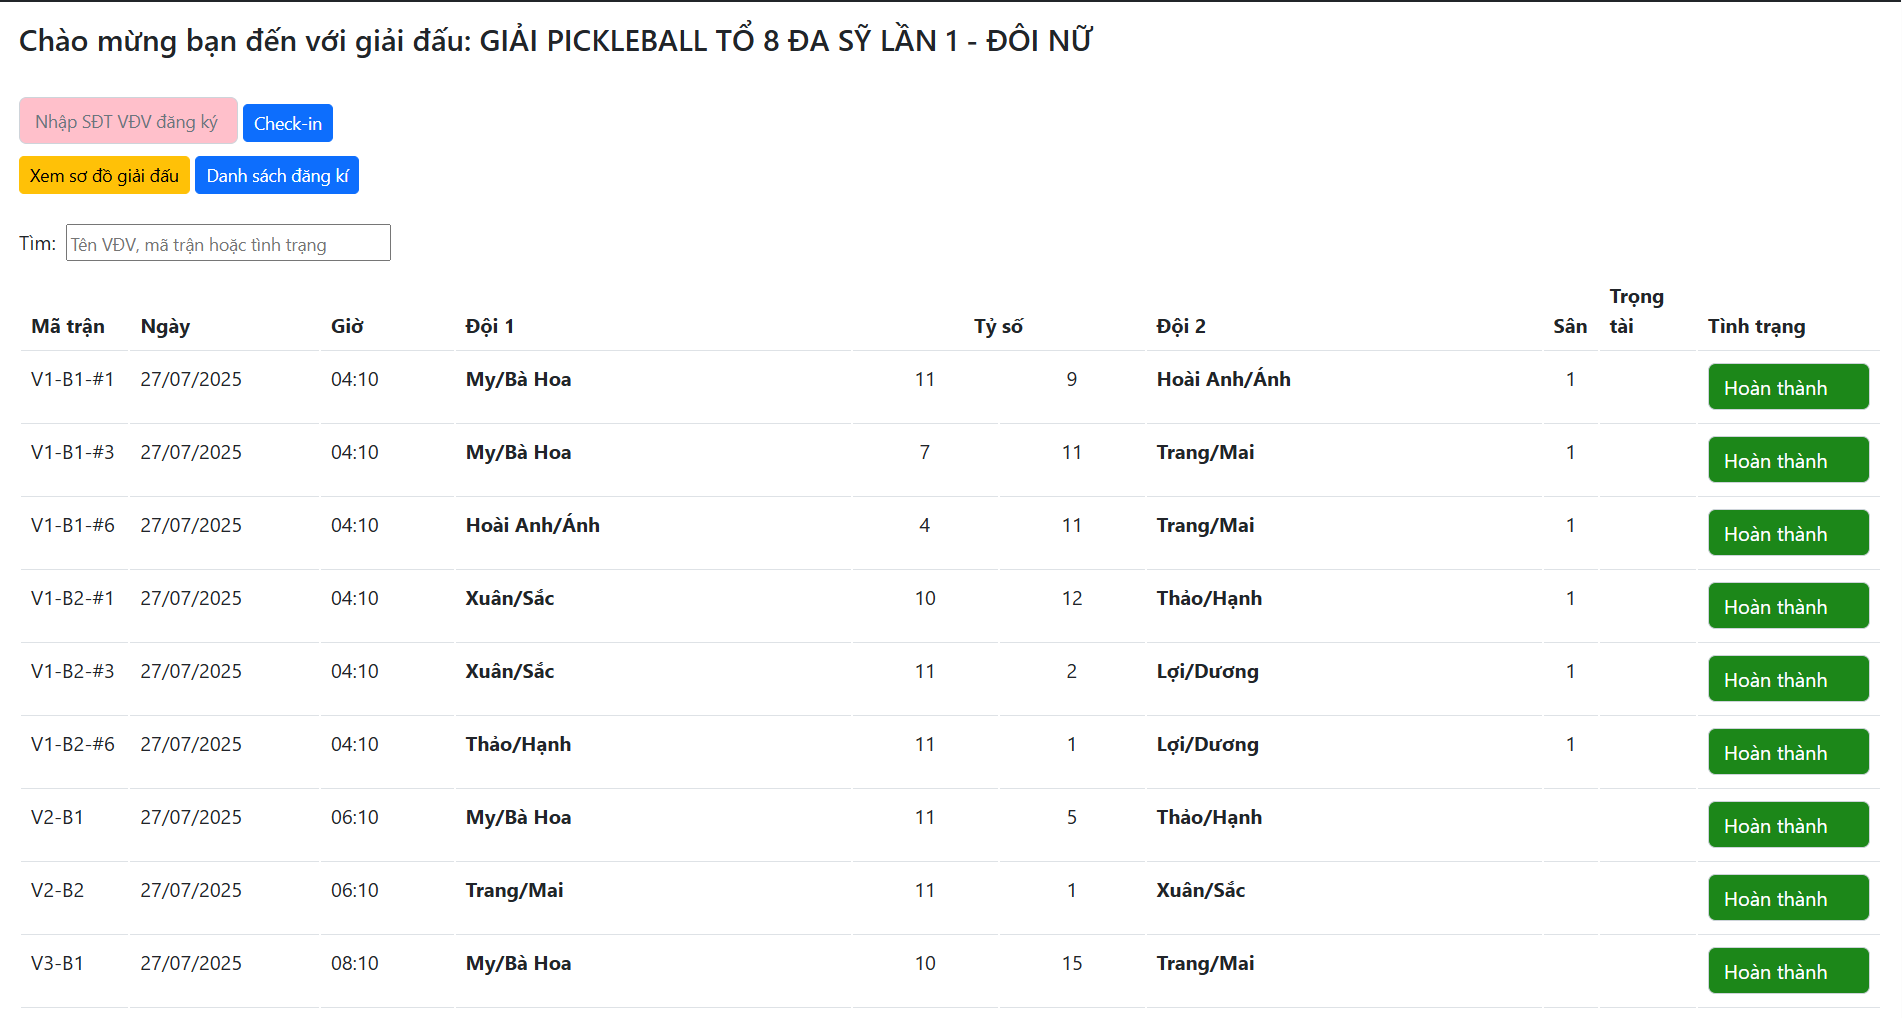 Chào mừng bạn đến với giải đấu: GIẢI PICKLEBALL TỔ 8 ĐA SỸ LẦN 1 - ĐÔI NỮ
Nhập SĐT VĐV đăng ký Check-in
Xem sơ đồ giải đấu Danh sách đăng kí
Tìm: Tên VĐV, mã trận hoặc tình trạng
Mã trận Ngày Giờ Đội 1 Tỷ số Đội 2 Sân Trọng tài Tình trạng
V1-B1-#1 27/07/2025 04:10 My/Bà Hoa 11 9 Hoài Anh/Ánh 1 Hoàn thành
V1-B1-#3 27/07/2025 04:10 My/Bà Hoa 7 11 Trang/Mai 1 Hoàn thành
V1-B1-#6 27/07/2025 04:10 Hoài Anh/Ánh 4 11 Trang/Mai 1 Hoàn thành
V1-B2-#1 27/07/2025 04:10 Xuân/Sắc 10 12 Thảo/Hạnh 1 Hoàn thành
V1-B2-#3 27/07/2025 04:10 Xuân/Sắc 11 2 Lợi/Dương 1 Hoàn thành
V1-B2-#6 27/07/2025 04:10 Thảo/Hạnh 11 1 Lợi/Dương 1 Hoàn thành
V2-B1 27/07/2025 06:10 My/Bà Hoa 11 5 Thảo/Hạnh Hoàn thành
V2-B2 27/07/2025 06:10 Trang/Mai 11 1 Xuân/Sắc Hoàn thành
V3-B1 27/07/2025 08:10 My/Bà Hoa 10 15 Trang/Mai Hoàn thành